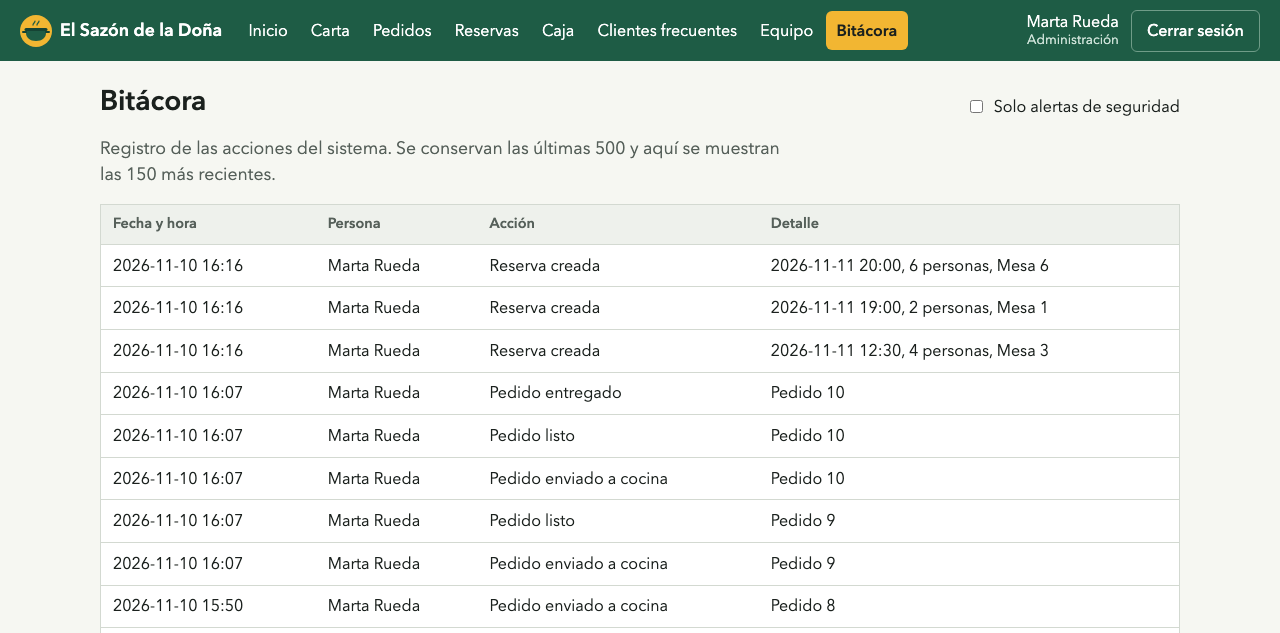 El Sazón de la Doña Inicio Carta Pedidos Reservas Caja Clientes frecuentes Equipo Bitácora Marta Rueda Cerrar sesión
Administración
Bitácora
Solo alertas de seguridad
Registro de las acciones del sistema. Se conservan las últimas 500 y aquí se muestran
las 150 más recientes.
Fecha y hora Persona Acción Detalle
2026-11-10 16:16 Marta Rueda Reserva creada 2026-11-11 20:00, 6 personas, Mesa 6
2026-11-10 16:16 Marta Rueda Reserva creada 2026-11-11 19:00, 2 personas, Mesa 1
2026-11-10 16:16 Marta Rueda Reserva creada 2026-11-11 12:30, 4 personas, Mesa 3
2026-11-10 16:07 Marta Rueda Pedido entregado Pedido 10
2026-11-10 16:07 Marta Rueda Pedido listo Pedido 10
2026-11-10 16:07 Marta Rueda Pedido enviado a cocina Pedido 10
2026-11-10 16:07 Marta Rueda Pedido listo Pedido 9
2026-11-10 16:07 Marta Rueda Pedido enviado a cocina Pedido 9
2026-11-10 15:50 Marta Rueda Pedido enviado a cocina Pedido 8